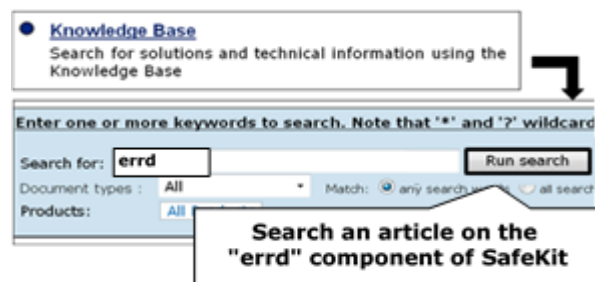 Knowledge Base
Search for solutions and technical information using the
Knowledge Base
Enter one or more keywords to search. Note that '*' and '?' wildcard
Search for: errd Run search
Document types : All Match: any search words all search
Products: All
Search an article on the
"errd" component of SafeKit